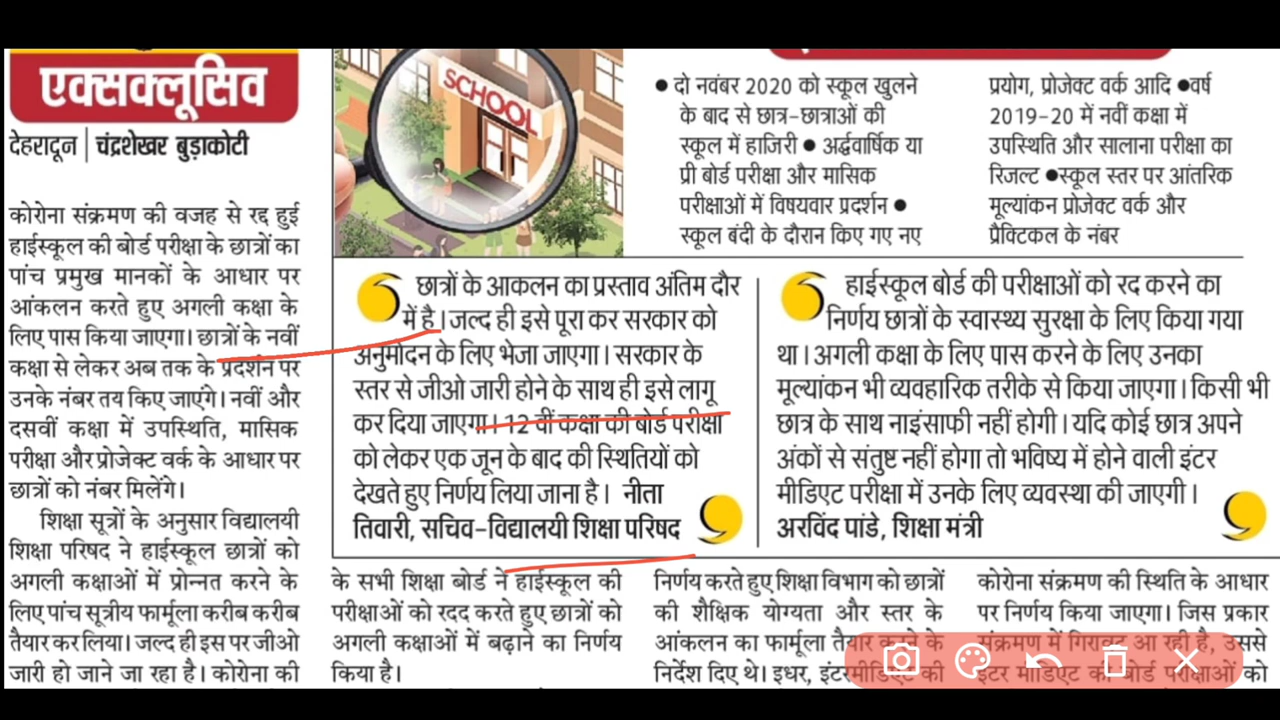 एक्सक्लूसिव
देहरादून | चंद्रशेखर बुड़ाकोटी
कोरोना संक्रमण की वजह से रद्द हुई
हाईस्कूल की बोर्ड परीक्षा के छात्रों का
पांच प्रमुख मानकों के आधार पर
आंकलन करते हुए अगली कक्षा के
लिए पास किया जाएगा। छात्रों के नवीं
कक्षा से लेकर अब तक के प्रदर्शन पर
उनके नंबर तय किए जाएंगे। नवीं और
दसवीं कक्षा में उपस्थिति, मासिक
परीक्षा और प्रोजेक्ट वर्क के आधार पर
छात्रों को नंबर मिलेंगे।
शिक्षा सूत्रों के अनुसार विद्यालयी
शिक्षा परिषद ने हाईस्कूल छात्रों को
अगली कक्षाओं में प्रोन्नत करने के
लिए पांच सूत्रीय फार्मूला करीब करीब
तैयार कर लिया। जल्द ही इस पर जीओ
जारी हो जाने जा रहा है। कोरोना की
SCHOOL
● दो नवंबर 2020 को स्कूल खुलने
के बाद से छात्र-छात्राओं की
स्कूल में हाजिरी ● अर्द्धवार्षिक या
प्री बोर्ड परीक्षा और मासिक
परीक्षाओं में विषयवार प्रदर्शन ●
स्कूल बंदी के दौरान किए गए नए
प्रयोग, प्रोजेक्ट वर्क आदि ●वर्ष
2019-20 में नवीं कक्षा में
उपस्थिति और सालाना परीक्षा का
रिजल्ट ●स्कूल स्तर पर आंतरिक
मूल्यांकन प्रोजेक्ट वर्क और
प्रैक्टिकल के नंबर
छात्रों के आकलन का प्रस्ताव अंतिम दौर
में है। जल्द ही इसे पूरा कर सरकार को
अनुमोदन के लिए भेजा जाएगा। सरकार के
स्तर से जीओ जारी होने के साथ ही इसे लागू
कर दिया जाएगा। 12 वीं कक्षा की बोर्ड परीक्षा
को लेकर एक जून के बाद की स्थितियों को
देखते हुए निर्णय लिया जाना है। नीता
तिवारी, सचिव-विद्यालयी शिक्षा परिषद
हाईस्कूल बोर्ड की परीक्षाओं को रद करने का
निर्णय छात्रों के स्वास्थ्य सुरक्षा के लिए किया गया
था। अगली कक्षा के लिए पास करने के लिए उनका
मूल्यांकन भी व्यवहारिक तरीके से किया जाएगा। किसी भी
छात्र के साथ नाइंसाफी नहीं होगी। यदि कोई छात्र अपने
अंकों से संतुष्ट नहीं होगा तो भविष्य में होने वाली इंटर
मीडिएट परीक्षा में उनके लिए व्यवस्था की जाएगी।
अरविंद पांडे, शिक्षा मंत्री
के सभी शिक्षा बोर्ड ने हाईस्कूल की
परीक्षाओं को रदद करते हुए छात्रों को
अगली कक्षाओं में बढ़ाने का निर्णय
किया है।
निर्णय करते हुए शिक्षा विभाग को छात्रों
की शैक्षिक योग्यता और स्तर के
आंकलन का फार्मूला तैयार करने के
निर्देश दिए थे। इधर, इंटरमीडिएट की
कोरोना संक्रमण की स्थिति के आधार
पर निर्णय किया जाएगा। जिस प्रकार
संक्रमण में गिरावट आ रही है, उससे
इंटर मीडिएट की बोर्ड परीक्षाओं को